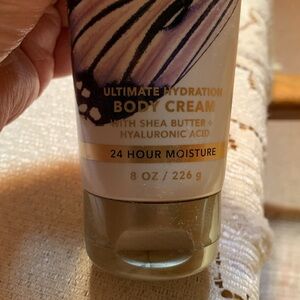 ULTIMATE HYDRATION
BODY CREAM
WITH SHEA BUTTER +
HYALURONIC ACID
24 HOUR MOISTURE
8 OZ / 226 g